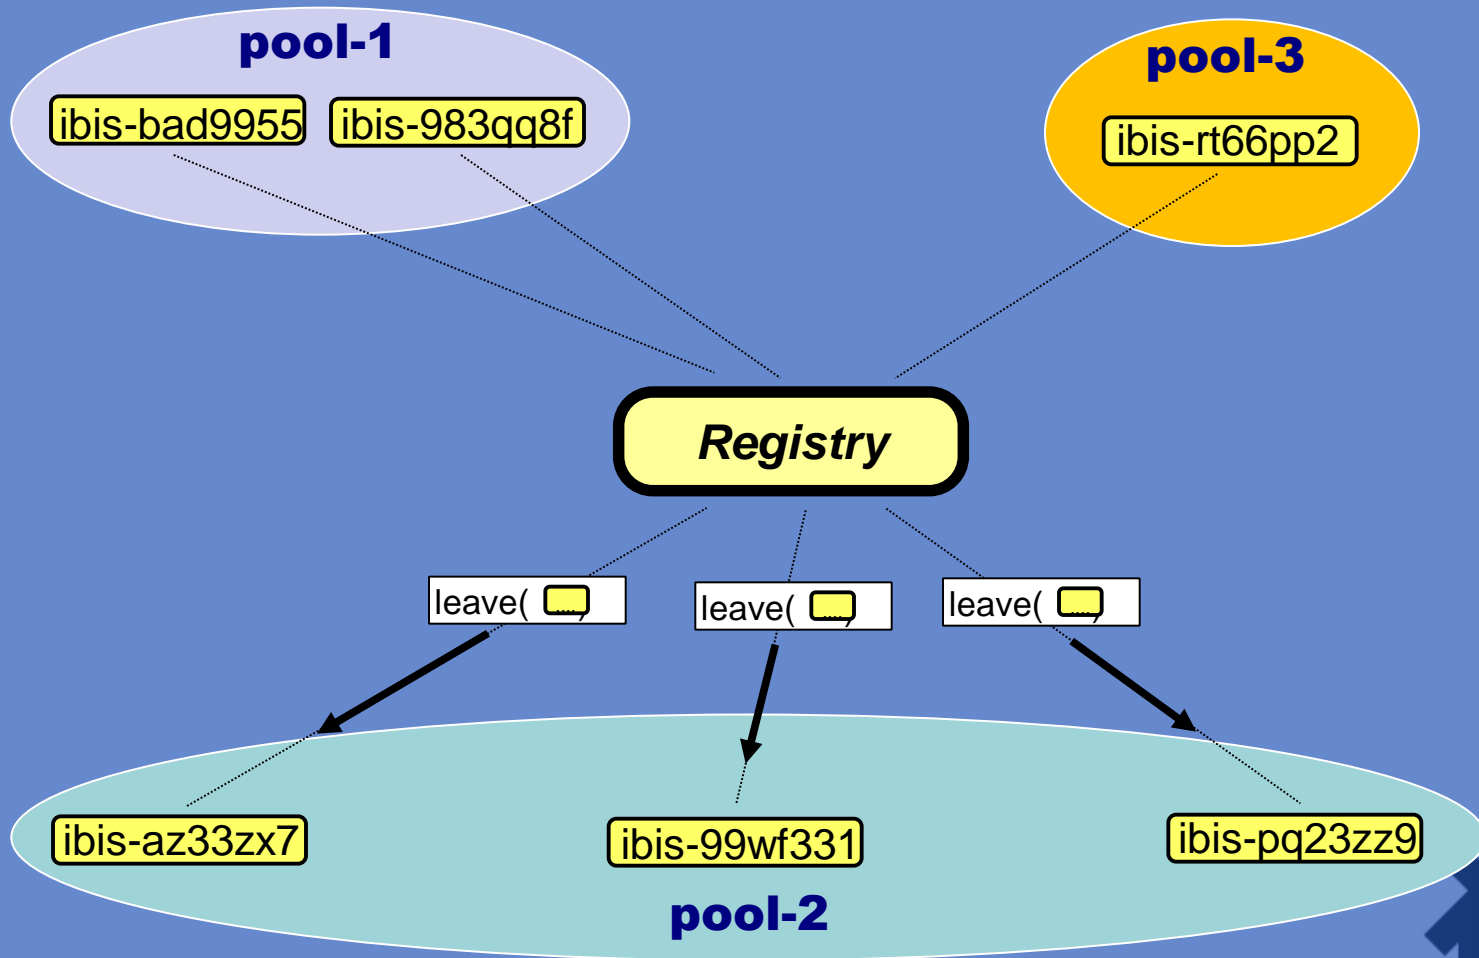 pool-1
pool-3
ibis-bad9955
ibis-983qq8f
ibis-rt66pp2
Registry
leave( .... )
leave( .... )
leave( .... )
ibis-az33zx7
ibis-99wf331
ibis-pq23zz9
pool-2